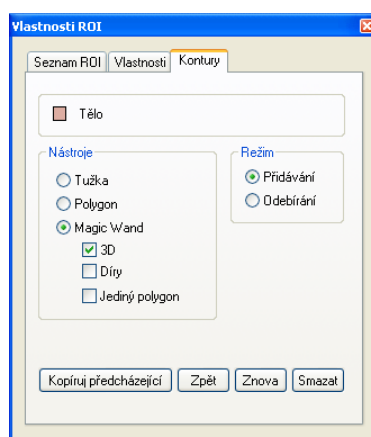 Vlastnosti ROI
Seznam ROI Vlastnosti Kontury
Tělo
Nástroje
Tužka
Polygon
Magic Wand
3D
Díry
Jediný polygon
Režim
Přidávání
Odebírání
Kopíruj předcházející Zpět Znova Smazat